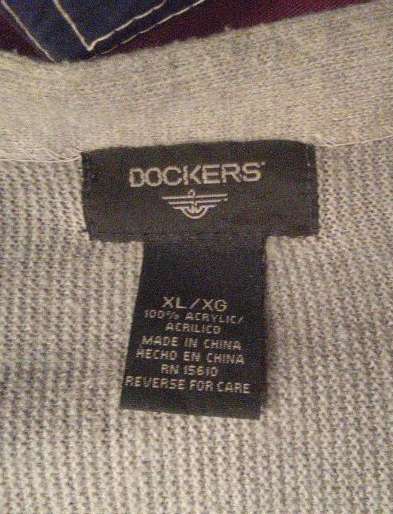 DOCKERS
XL/XG
100% ACRYLIC/
ACRILICO
MADE IN CHINA
HECHO EN CHINA
RN 15610
REVERSE FOR CARE